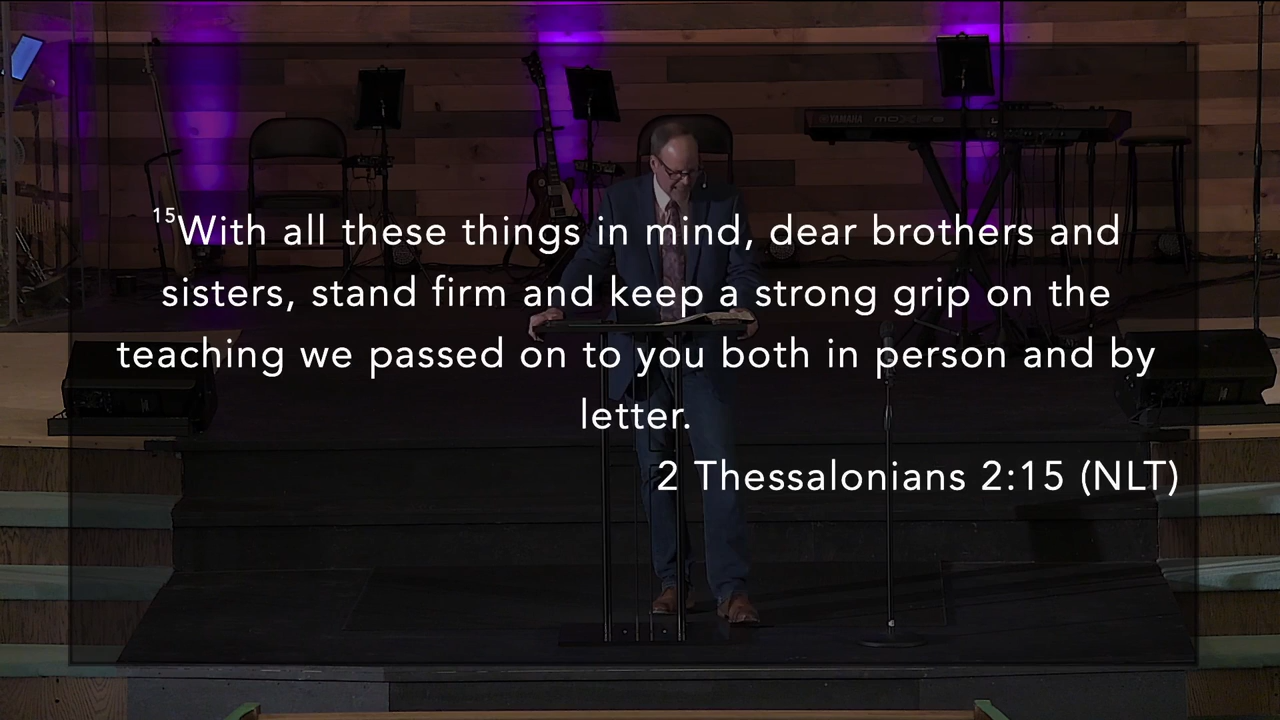 YAMAHA
15With all these things in mind, dear brothers and
sisters, stand firm and keep a strong grip on the
teaching we passed on to you both in person and by
letter.
2 Thessalonians 2:15 (NLT)